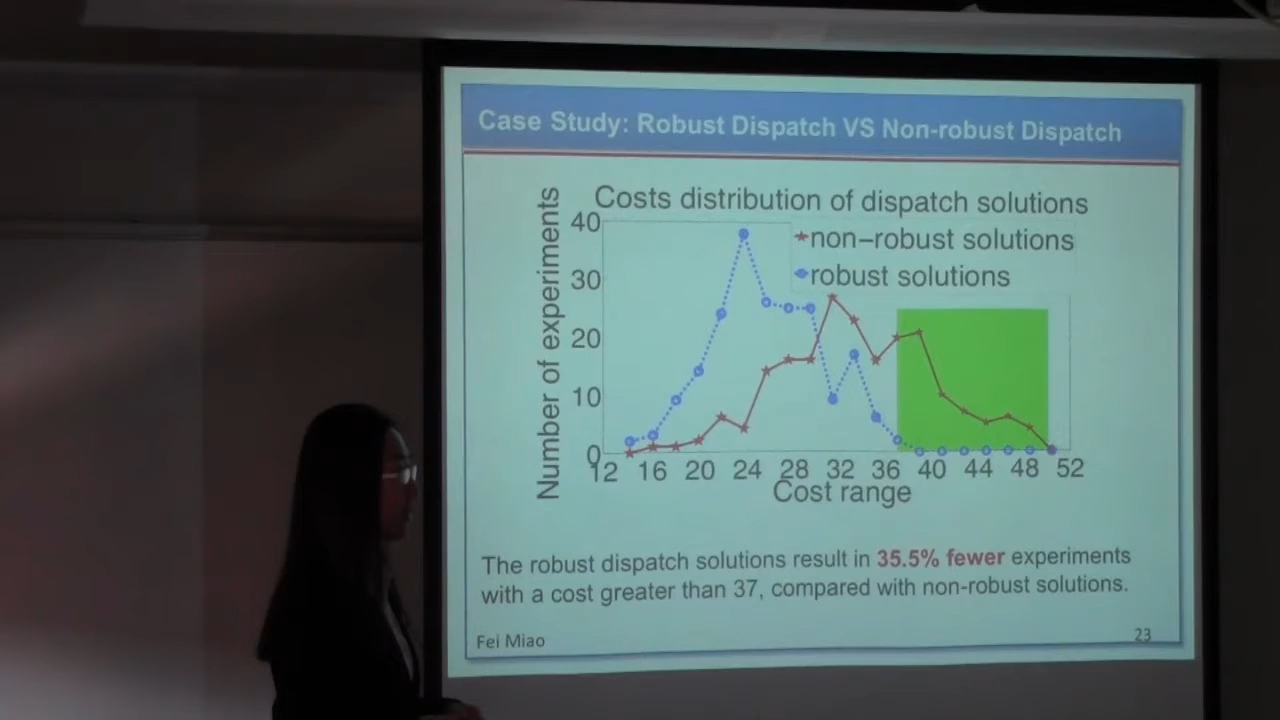 Case Study: Robust Dispatch VS Non-robust Dispatch
Costs distribution of dispatch solutions
Number of experiments
40
30
20
10
0
non-robust solutions
robust solutions
12 16 20 24 28 32 36 40 44 48 52
Cost range
The robust dispatch solutions result in 35.5% fewer experiments
with a cost greater than 37, compared with non-robust solutions.
Fei Miao
23